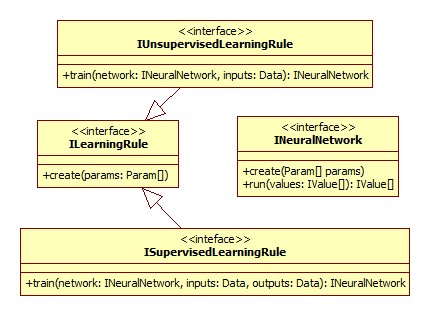 <<interface>>
IUnsupervisedLearningRule
+train(network: INeuralNetwork, inputs: Data): INeuralNetwork
<<interface>>
ILearningRule
+create(params: Param[])
<<interface>>
INeuralNetwork
+create(Param[] params)
+run(values: IValue[]): IValue[]
<<inteface>>
ISupervisedLearningRule
+train(network: INeuralNetwork, inputs: Data, outputs: Data): INeuralNetwork